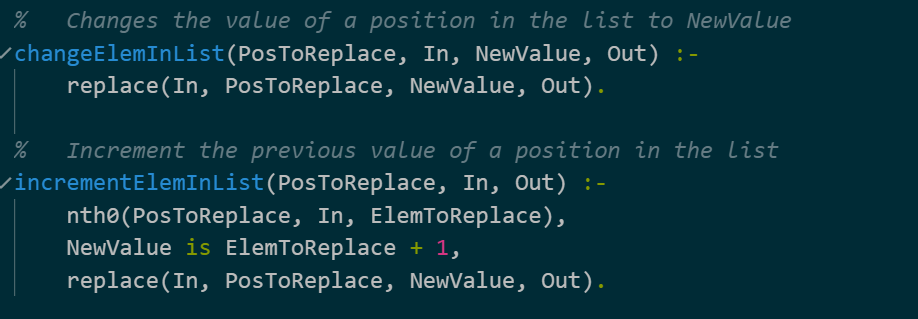 %   Changes the value of a position in the list to NewValue
changeElemInList(PosToReplace, In, NewValue, Out) :-
    replace(In, PosToReplace, NewValue, Out).
%   Increment the previous value of a position in the list
incrementElemInList(PosToReplace, In, Out) :-
    nth0(PosToReplace, In, ElemToReplace),
    NewValue is ElemToReplace + 1,
    replace(In, PosToReplace, NewValue, Out).